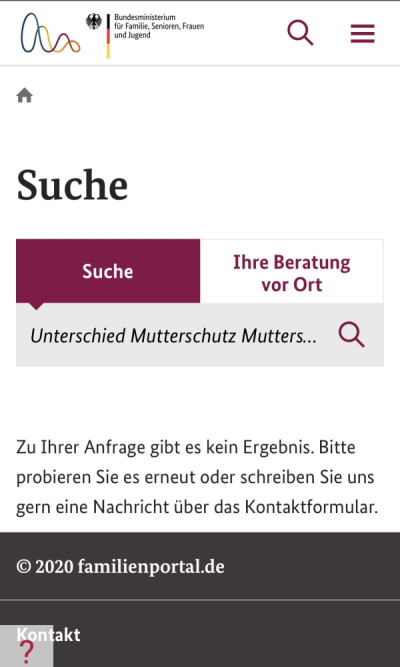 Bundesministerium
für Familie, Senioren, Frauen
und Jugend
Suche
Suche
Ihre Beratung
vor Ort
Unterschied Mutterschutz Mutters...
Zu Ihrer Anfrage gibt es kein Ergebnis. Bitte
probieren Sie es erneut oder schreiben Sie uns
gern eine Nachricht über das Kontaktformular.
© 2020 familienportal.de
Kontakt
?